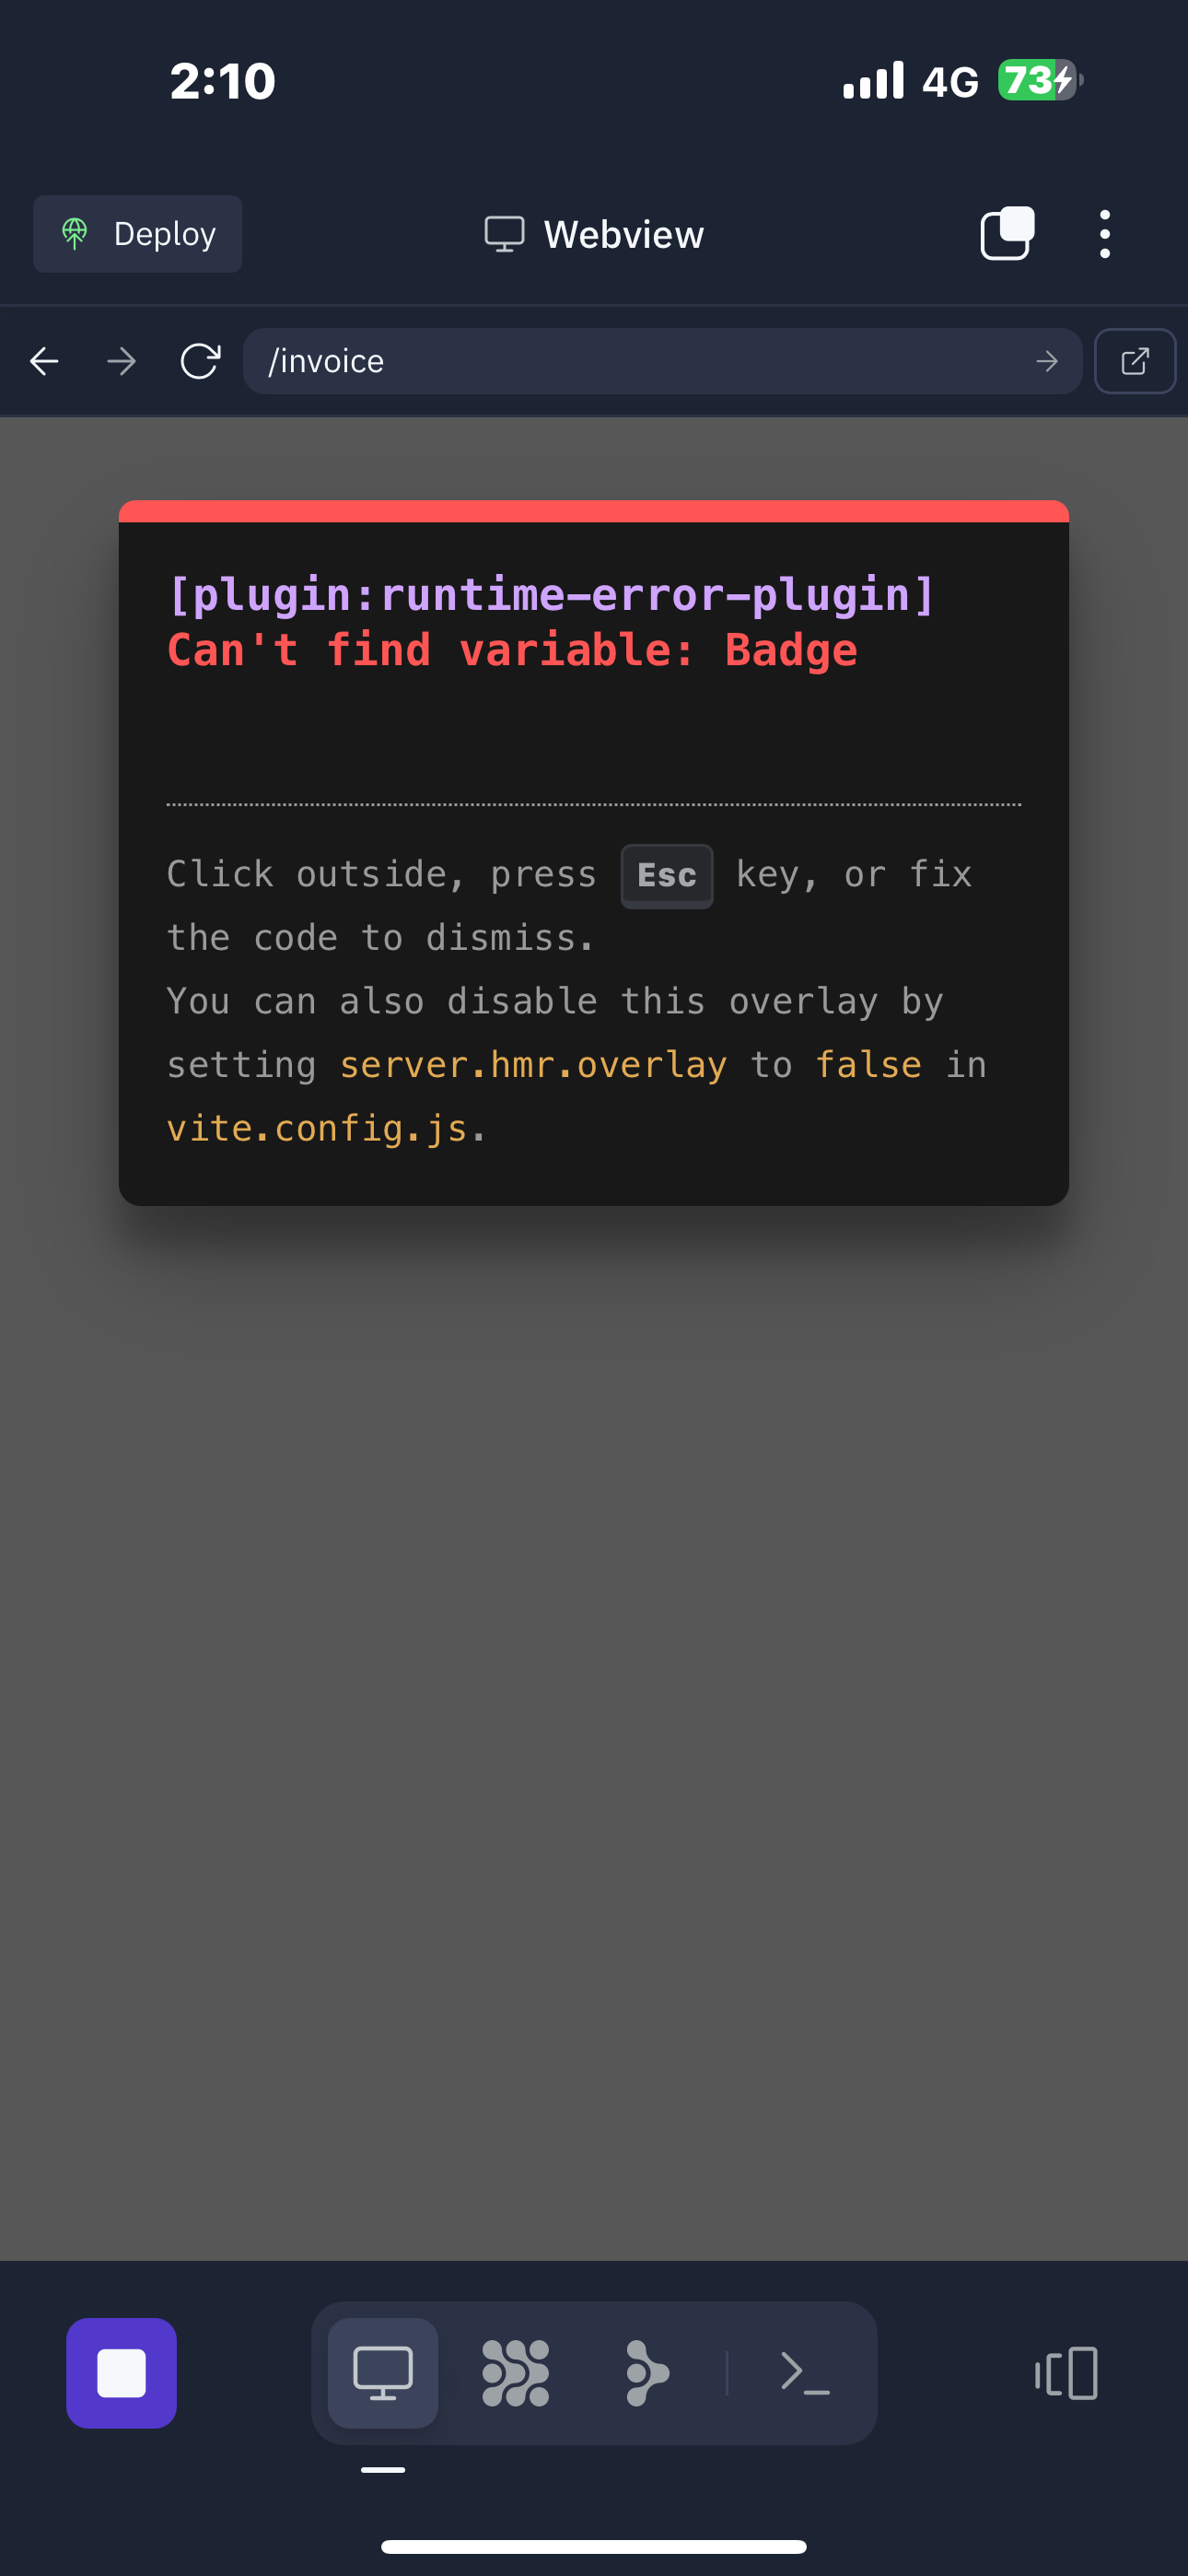 2:10
4G
73
Deploy
Webview
/invoice
[plugin:runtime-error-plugin]
Can't find variable: Badge
Click outside, press Esc key, or fix
the code to dismiss.
You can also disable this overlay by
setting server.hmr.overlay to false in
vite.config.js.